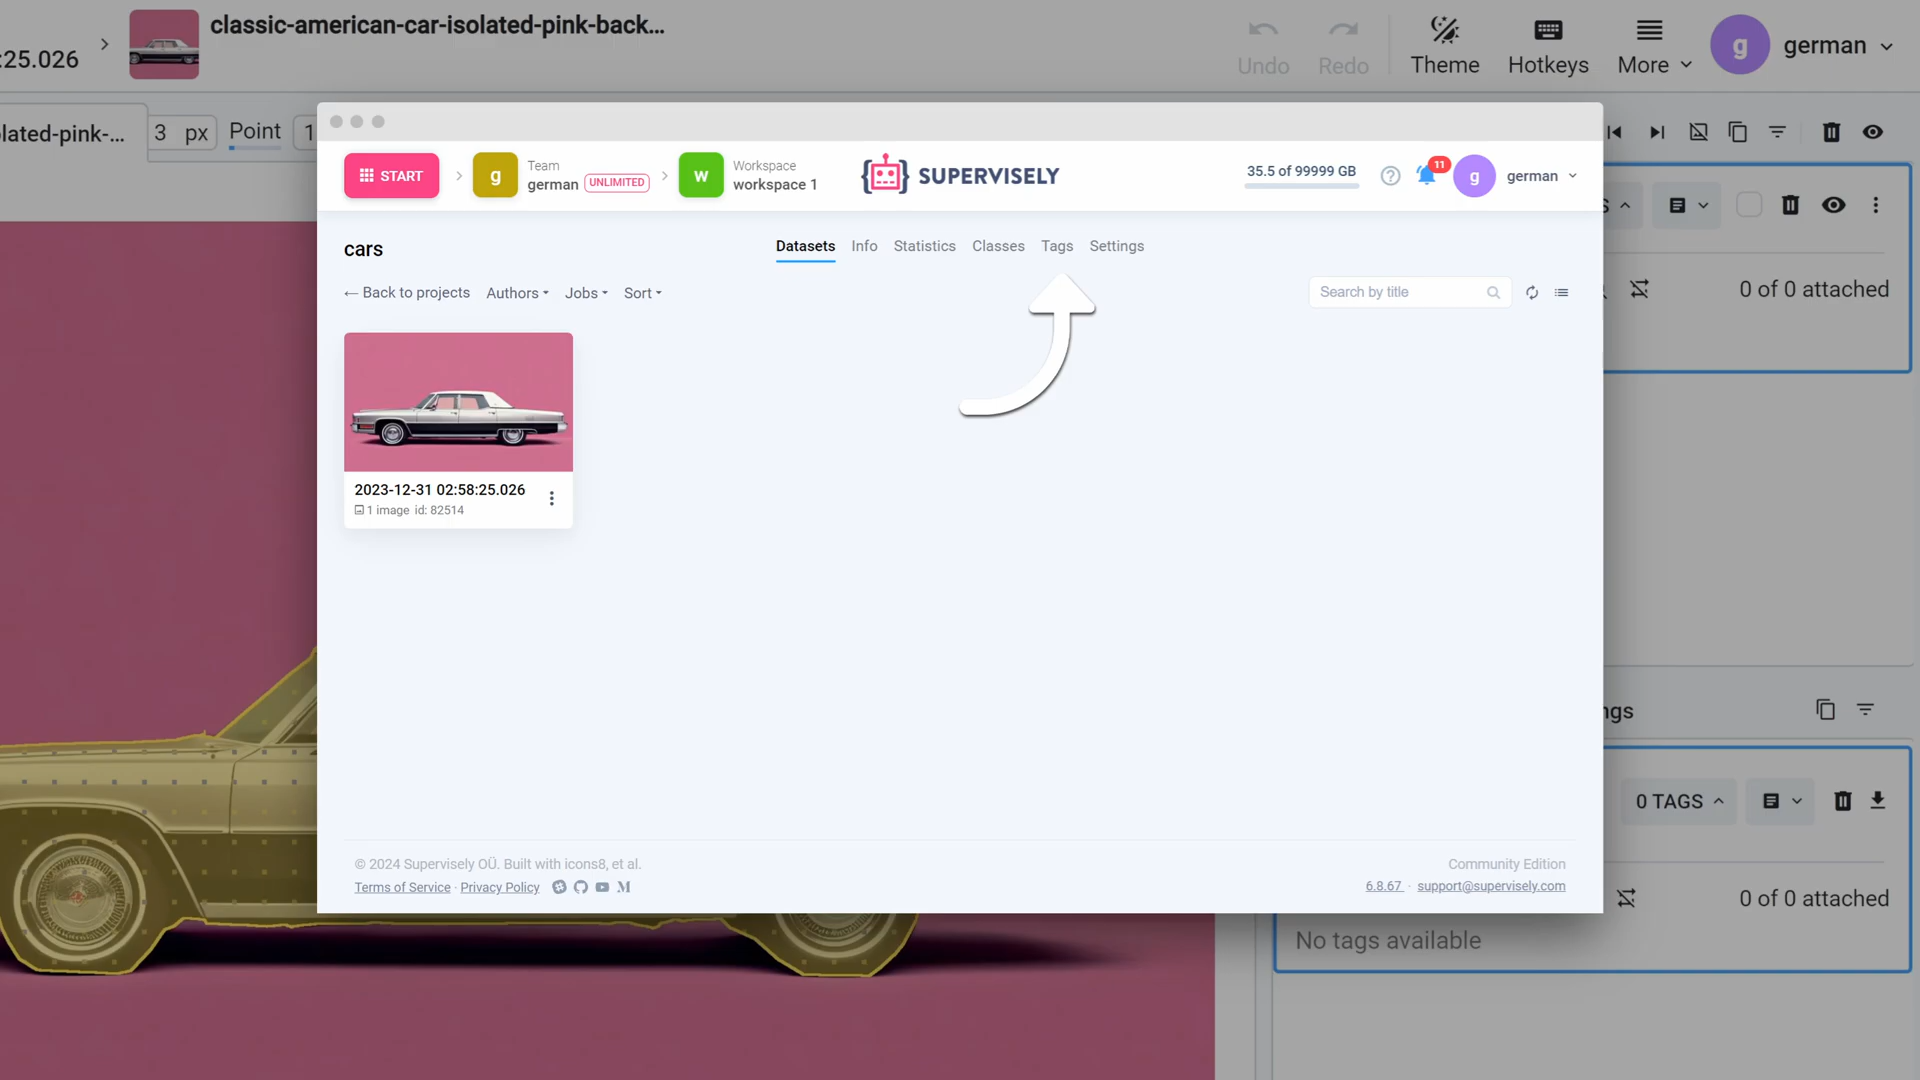 classic-american-car-isolated-pink-back...
:25.026
Undo
Redo
Theme
Hotkeys
More
g
german
lated-pink-...
3 px
Point
1
START
g
Team
german UNLIMITED
w
Workspace
workspace 1
SUPERVISELY
35.5 of 99999 GB
11
g
german
cars
Datasets Info Statistics Classes Tags Settings
← Back to projects Authors Jobs Sort
Search by title
S
0 of 0 attached
2023-12-31 02:58:25.026
1 image id: 82514
ngs
0 TAGS
0 of 0 attached
No tags available
© 2024 Supervisely OÜ. Built with icons8, et al.
Terms of Service · Privacy Policy
Community Edition
6.8.67 · support@supervisely.com